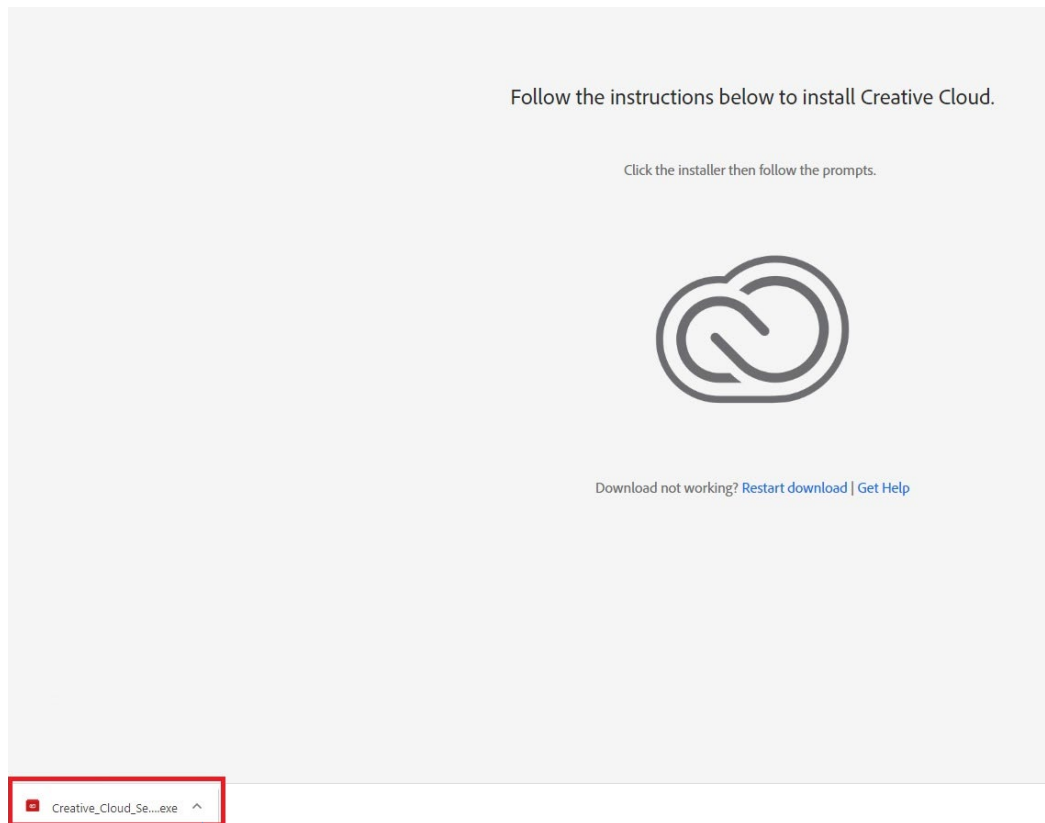 Follow the instructions below to install Creative Cloud.
Click the installer then follow the prompts.
Download not working? Restart download | Get Help
Creative_Cloud_Se....exe